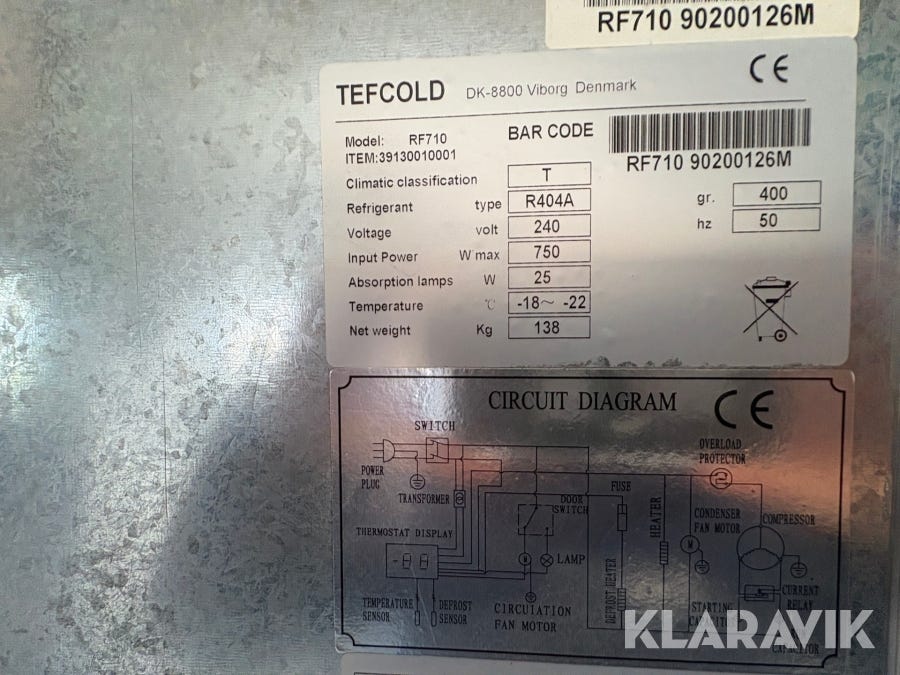 RF710 90200126M
TEFCOLD DK-8800 Viborg Denmark CE
Model: RF710 BAR CODE
ITEM:39130010001 RF710 90200126M
Climatic classification T
Refrigerant type R404A gr. 400
Voltage volt 240 hz 50
Input Power W max 750
Absorption lamps W 25
Temperature °C -18～ -22
Net weight Kg 138
CIRCUIT DIAGRAM CE
SWITCH
OVERLOAD
PROTECTOR
POWER
PLUG
TRANSFORMER
FUSE
DOOR
SWITCH
HEATER
CONDENSER
FAN MOTOR
COMPRESSOR
THERMOSTAT DISPLAY
M
LAMP
M
DEFROST HEATER
TEMPERATURE
SENSOR
DEFROST
SENSOR
CIRCUIATION
FAN MOTOR
STARTING
CURRENT
RELAY
CAPACITOR
KLARAVIK